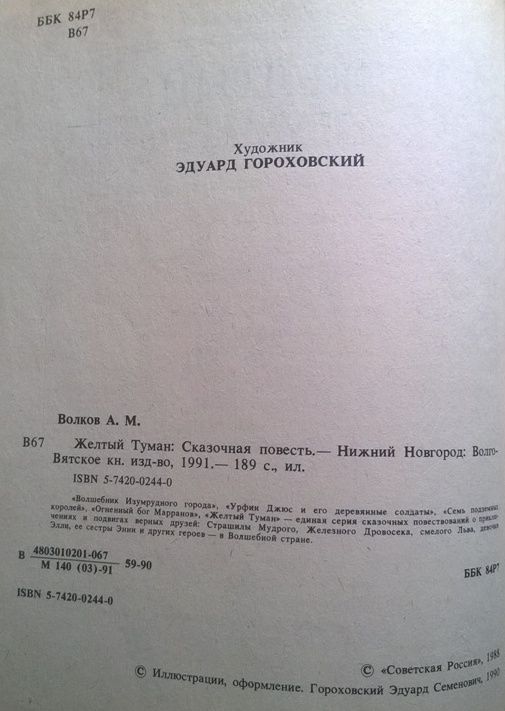 ББК 84Р7
В67
Художник
ЭДУАРД ГОРОХОВСКИЙ
Волков А. М.
В67 Желтый Туман: Сказочная повесть.— Нижний Новгород: Волго-
Вятское кн. изд-во, 1991.— 189 с., ил.
ISBN 5-7420-0244-0
«Волшебник Изумрудного города», «Урфин Джюс и его деревянные солдаты», «Семь подземных
королей», «Огненный бог Марранов», «Желтый Туман» — единая серия сказочных повествований о приклю-
чениях и подвигах верных друзей: Страшилы Мудрого, Железного Дровосека, смелого Льва, девочки
Элли, ее сестры Энни и других героев — в Волшебной стране.
В 4803010201-067
М 140 (03)-91 59-90
ББК 84Р7
ISBN 5-7420-0244-0
© «Советская Россия», 1988
© Иллюстрации, оформление. Гороховский Эдуард Семенович, 1990